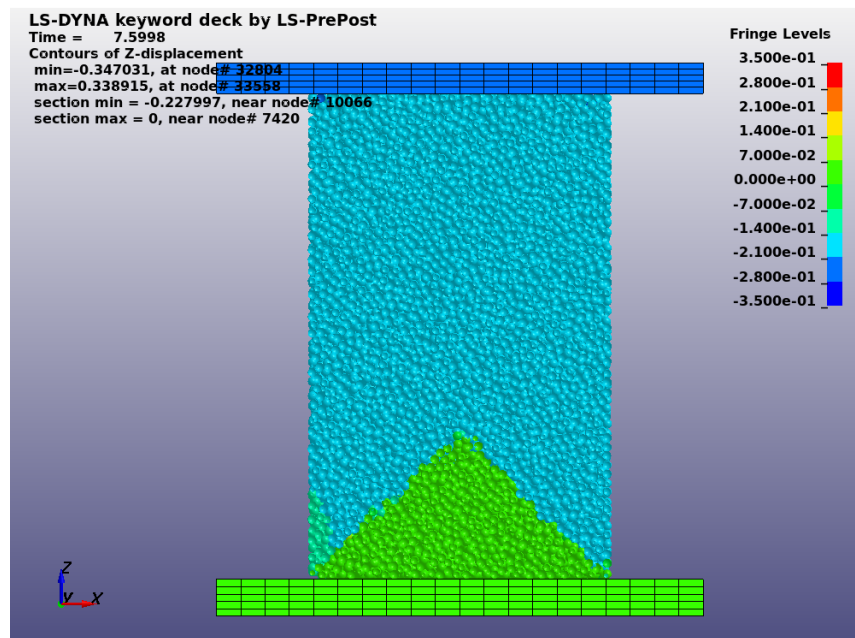 LS-DYNA keyword deck by LS-PrePost
Time = 7.5998
Contours of Z-displacement
min=-0.347031, at node# 32804
max=0.338915, at node# 33558
section min = -0.227997, near node# 10066
section max = 0, near node# 7420
Fringe Levels
3.500e-01
2.800e-01
2.100e-01
1.400e-01
7.000e-02
0.000e+00
-7.000e-02
-1.400e-01
-2.100e-01
-2.800e-01
-3.500e-01
Z
Y X